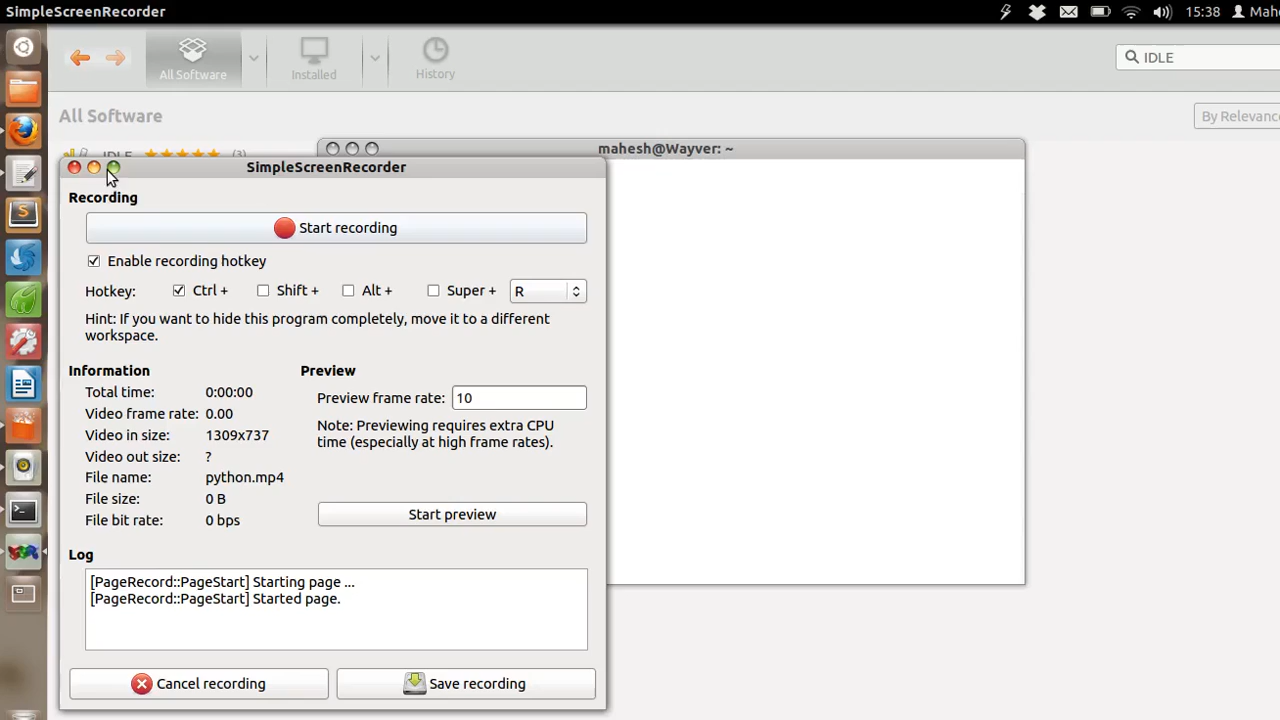 SimpleScreenRecorder
15:38
Mah
All Software
Installed
History
IDLE
All Software
By Relevance
IDLE
(3)
mahesh@Wayver: ~
SimpleScreenRecorder
Recording
Start recording
Enable recording hotkey
Hotkey: Ctrl + Shift + Alt + Super + R
Hint: If you want to hide this program completely, move it to a different
workspace.
Information
Total time: 0:00:00
Video frame rate: 0.00
Video in size: 1309x737
Video out size: ?
File name: python.mp4
File size: 0 B
File bit rate: 0 bps
Preview
Preview frame rate: 10
Note: Previewing requires extra CPU
time (especially at high frame rates).
Start preview
Log
[PageRecord::PageStart] Starting page ...
[PageRecord::PageStart] Started page.
Cancel recording
Save recording